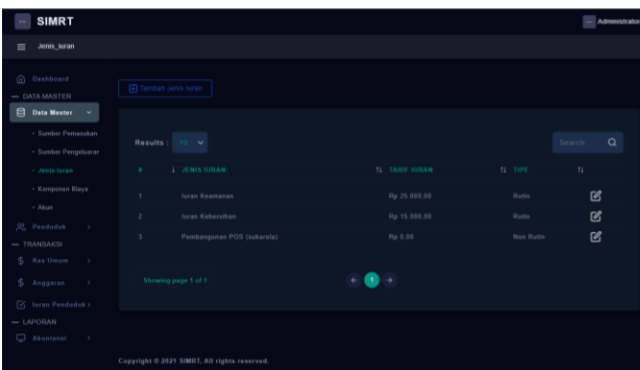 SIMRT
Administrator
Jenis_iuran
Dashboard
DATA MASTER
Tambah Jenis Iuran
Data Master
Sumber Pemasukan
Results : 10
Search...
Sumber Pengeluaran
Jenis Iuran
# JENIS IURAN TARIF IURAN TIPE
Komponen Biaya
1 Iuran Keamanan Rp 25.000.00 Rutin
Akun
2 Iuran Kebersihan Rp 15.000.00 Rutin
Penduduk
3 Pembangunan POS (sukarela) Rp 0.00 Non Rutin
TRANSAKSI
Kas Umum
Anggaran
Showing page 1 of 1
1
Iuran Penduduk
LAPORAN
Akuntansi
Copyright © 2021 SIMRT, All rights reserved.